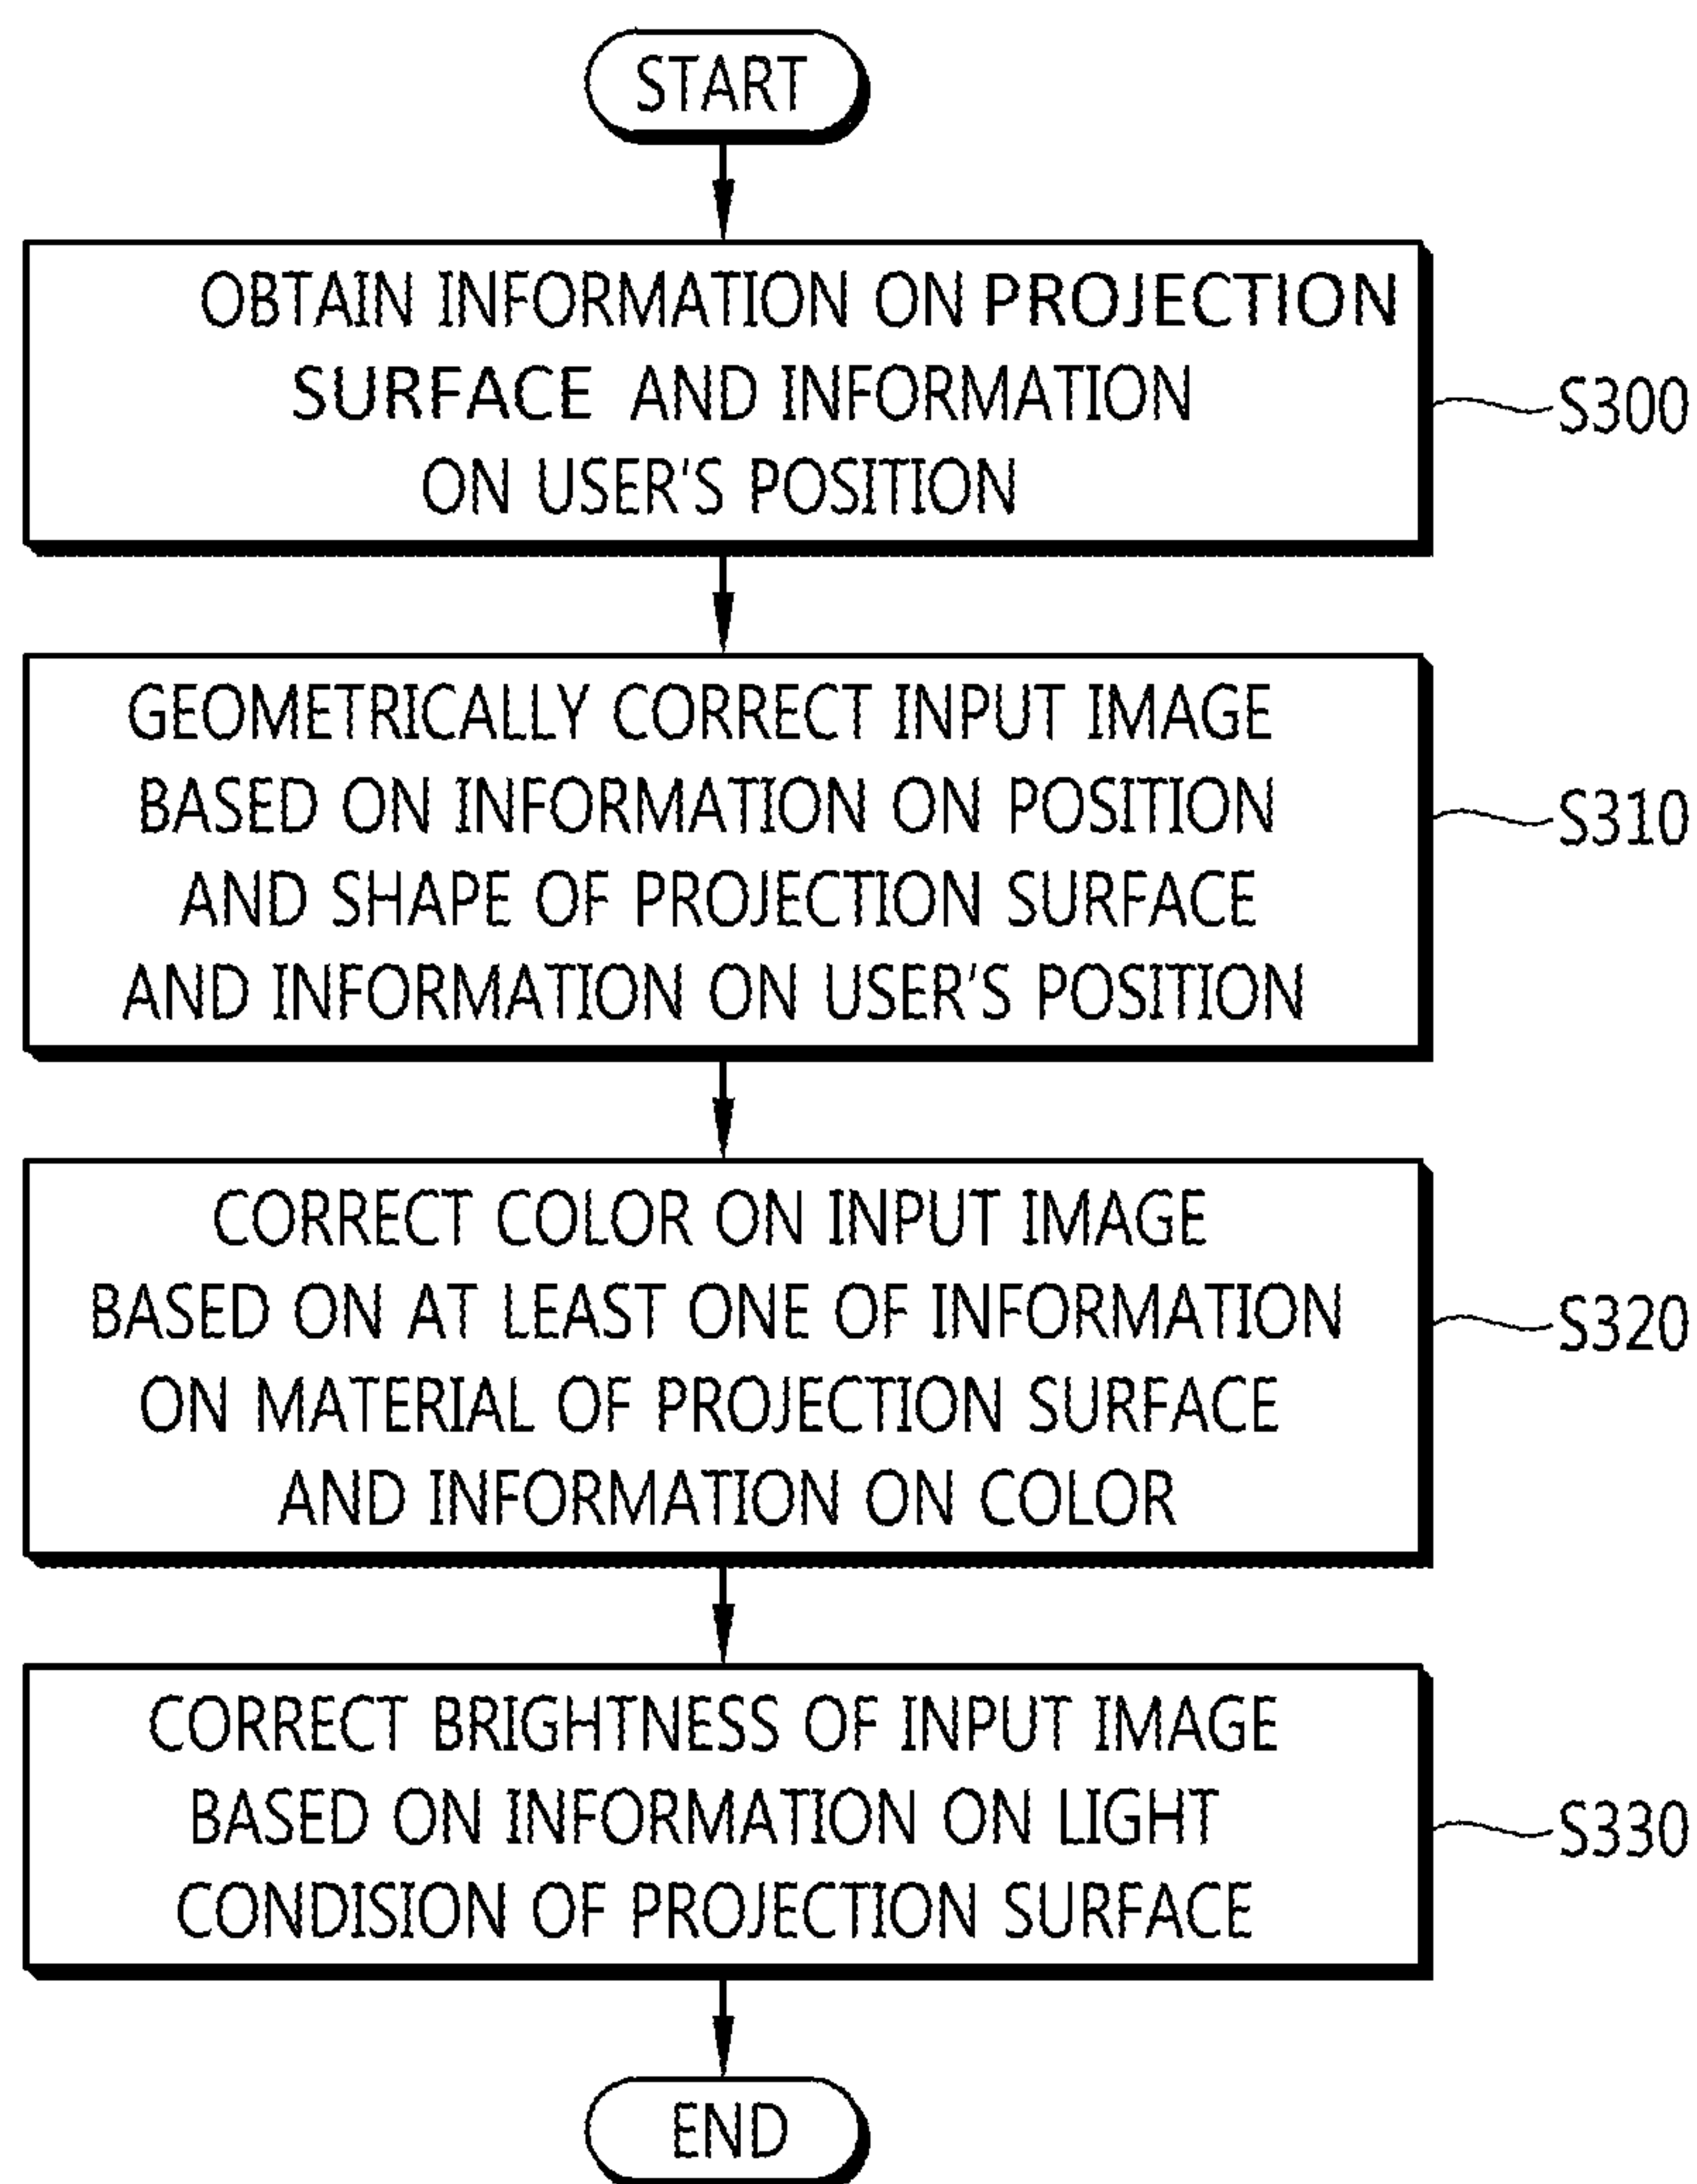 START
OBTAIN INFORMATION ON PROJECTION
SURFACE AND INFORMATION
ON USER'S POSITION
S300
GEOMETRICALLY CORRECT INPUT IMAGE
BASED ON INFORMATION ON POSITION
AND SHAPE OF PROJECTION SURFACE
AND INFORMATION ON USER'S POSITION
S310
CORRECT COLOR ON INPUT IMAGE
BASED ON AT LEAST ONE OF INFORMATION
ON MATERIAL OF PROJECTION SURFACE
AND INFORMATION ON COLOR
S320
CORRECT BRIGHTNESS OF INPUT IMAGE
BASED ON INFORMATION ON LIGHT
CONDISION OF PROJECTION SURFACE
S330
END